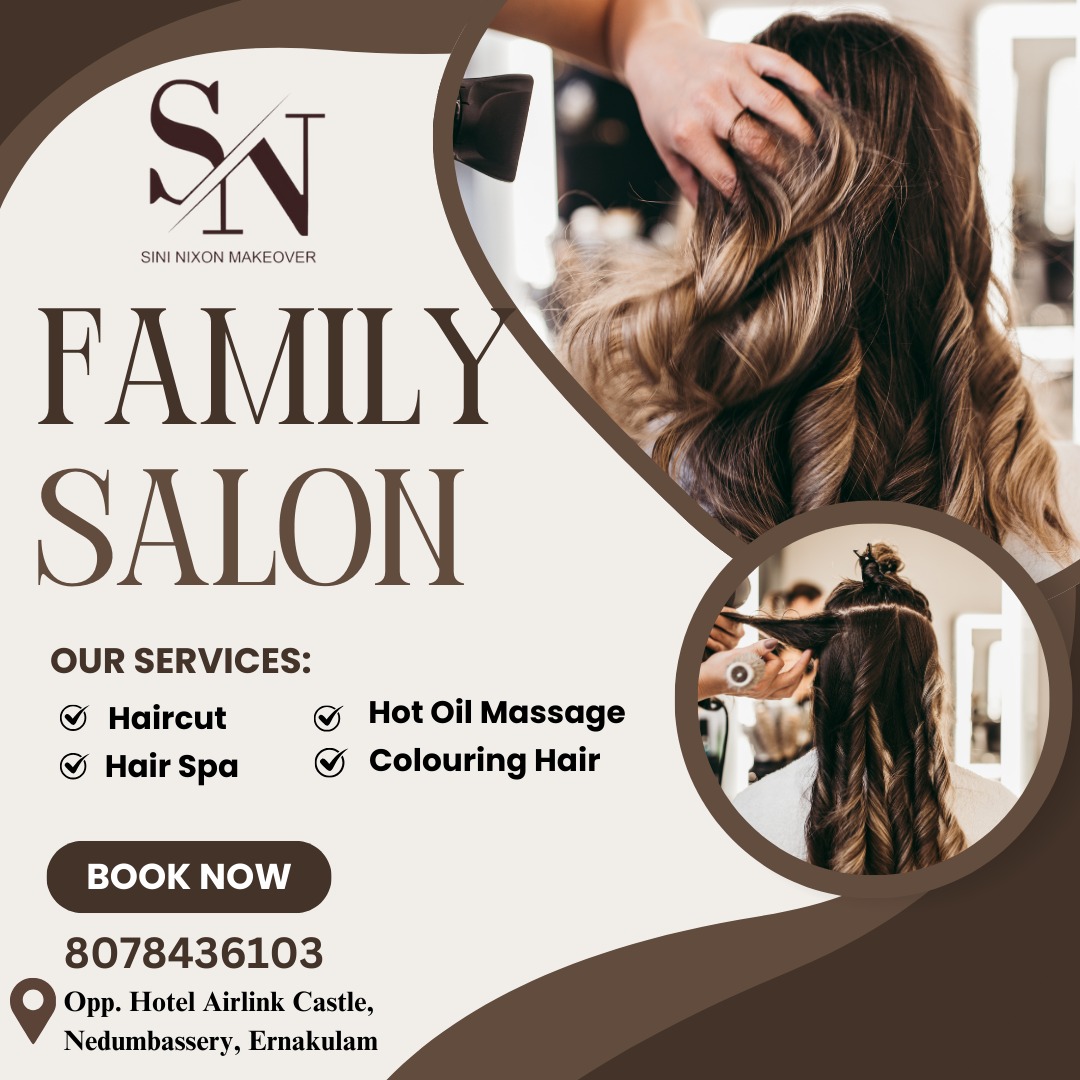 SN
SINI NIXON MAKEOVER
FAMILY
SALON
OUR SERVICES:
Haircut
Hot Oil Massage
Hair Spa
Colouring Hair
BOOK NOW
8078436103
Opp. Hotel Airlink Castle,
Nedumbassery, Ernakulam